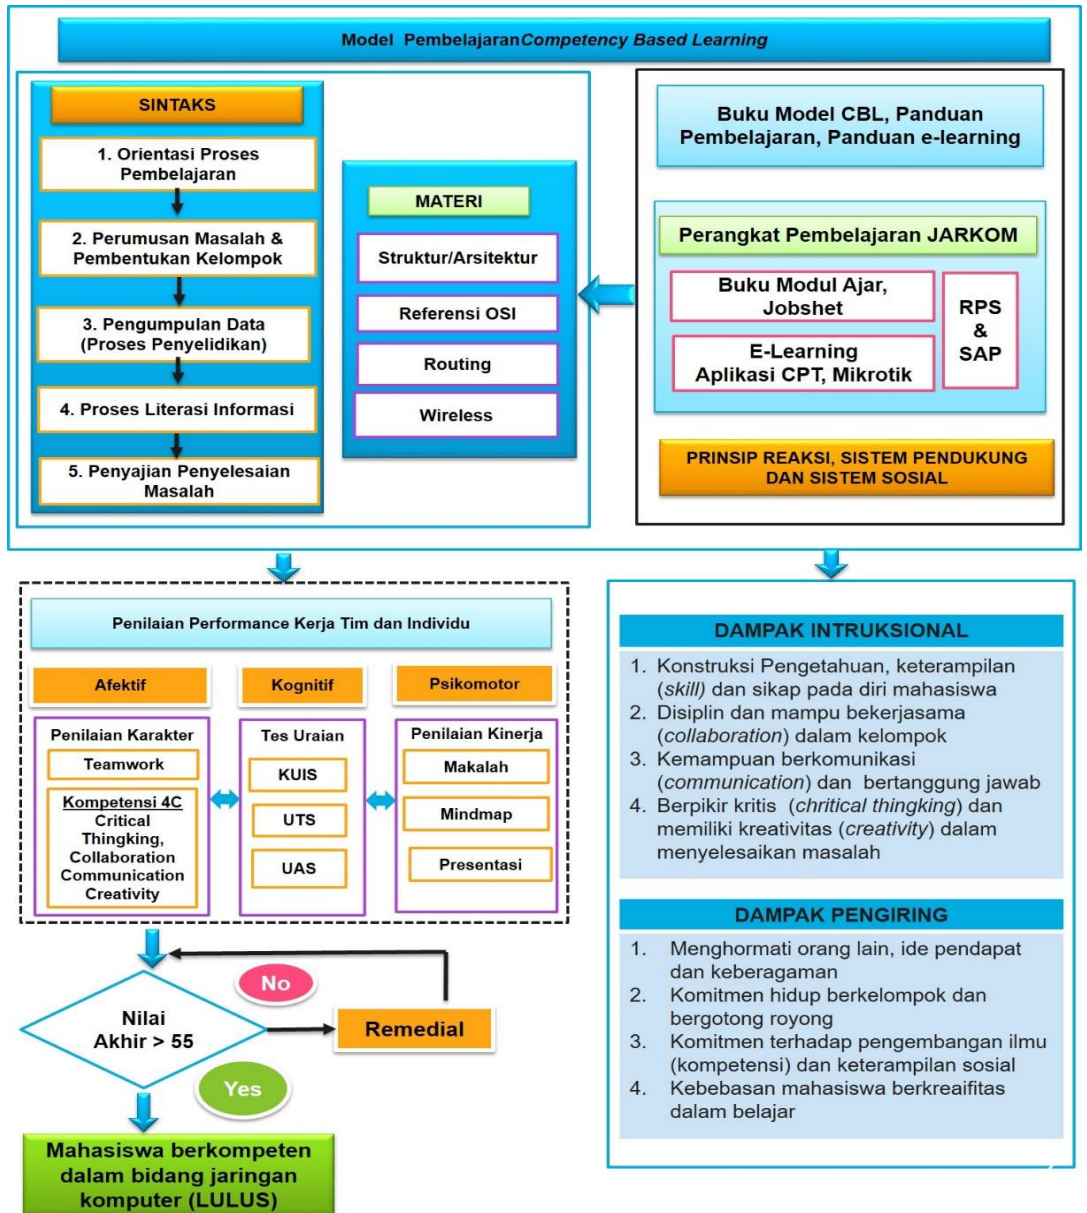 Model Pembelajaran Competency Based Learning
SINTAKS
1. Orientasi Proses
Pembelajaran
2. Perumusan Masalah &
Pembentukan Kelompok
3. Pengumpulan Data
(Proses Penyelidikan)
4. Proses Literasi Informasi
5. Penyajian Penyelesaian
Masalah
MATERI
Struktur/Arsitektur
Referensi OSI
Routing
Wireless
Buku Model CBL, Panduan
Pembelajaran, Panduan e-learning
Perangkat Pembelajaran JARKOM
Buku Modul Ajar,
Jobshet
E-Learning
Aplikasi CPT, Mikrotik
RPS
&
SAP
PRINSIP REAKSI, SISTEM PENDUKUNG
DAN SISTEM SOSIAL
Penilaian Performance Kerja Tim dan Individu
Afektif
Penilaian Karakter
Teamwork
Kompetensi 4C
Critical
Thingking,
Collaboration
Communication
Creativity
Kognitif
Tes Uraian
KUIS
UTS
UAS
Psikomotor
Penilaian Kinerja
Makalah
Mindmap
Presentasi
Nilai
Akhir > 55
No
Remedial
Yes
Mahasiswa berkompeten
dalam bidang jaringan
komputer (LULUS)
DAMPAK INTRUKSIONAL
1. Konstruksi Pengetahuan, keterampilan
(skill) dan sikap pada diri mahasiswa
2. Disiplin dan mampu bekerjasama
(collaboration) dalam kelompok
3. Kemampuan berkomunikasi
(communication) dan bertanggung jawab
4. Berpikir kritis (chritical thingking) dan
memiliki kreativitas (creativity) dalam
menyelesaikan masalah
DAMPAK PENGIRING
1. Menghormati orang lain, ide pendapat
dan keberagaman
2. Komitmen hidup berkelompok dan
bergotong royong
3. Komitmen terhadap pengembangan ilmu
(kompetensi) dan keterampilan sosial
4. Kebebasan mahasiswa berkreaifitas
dalam belajar